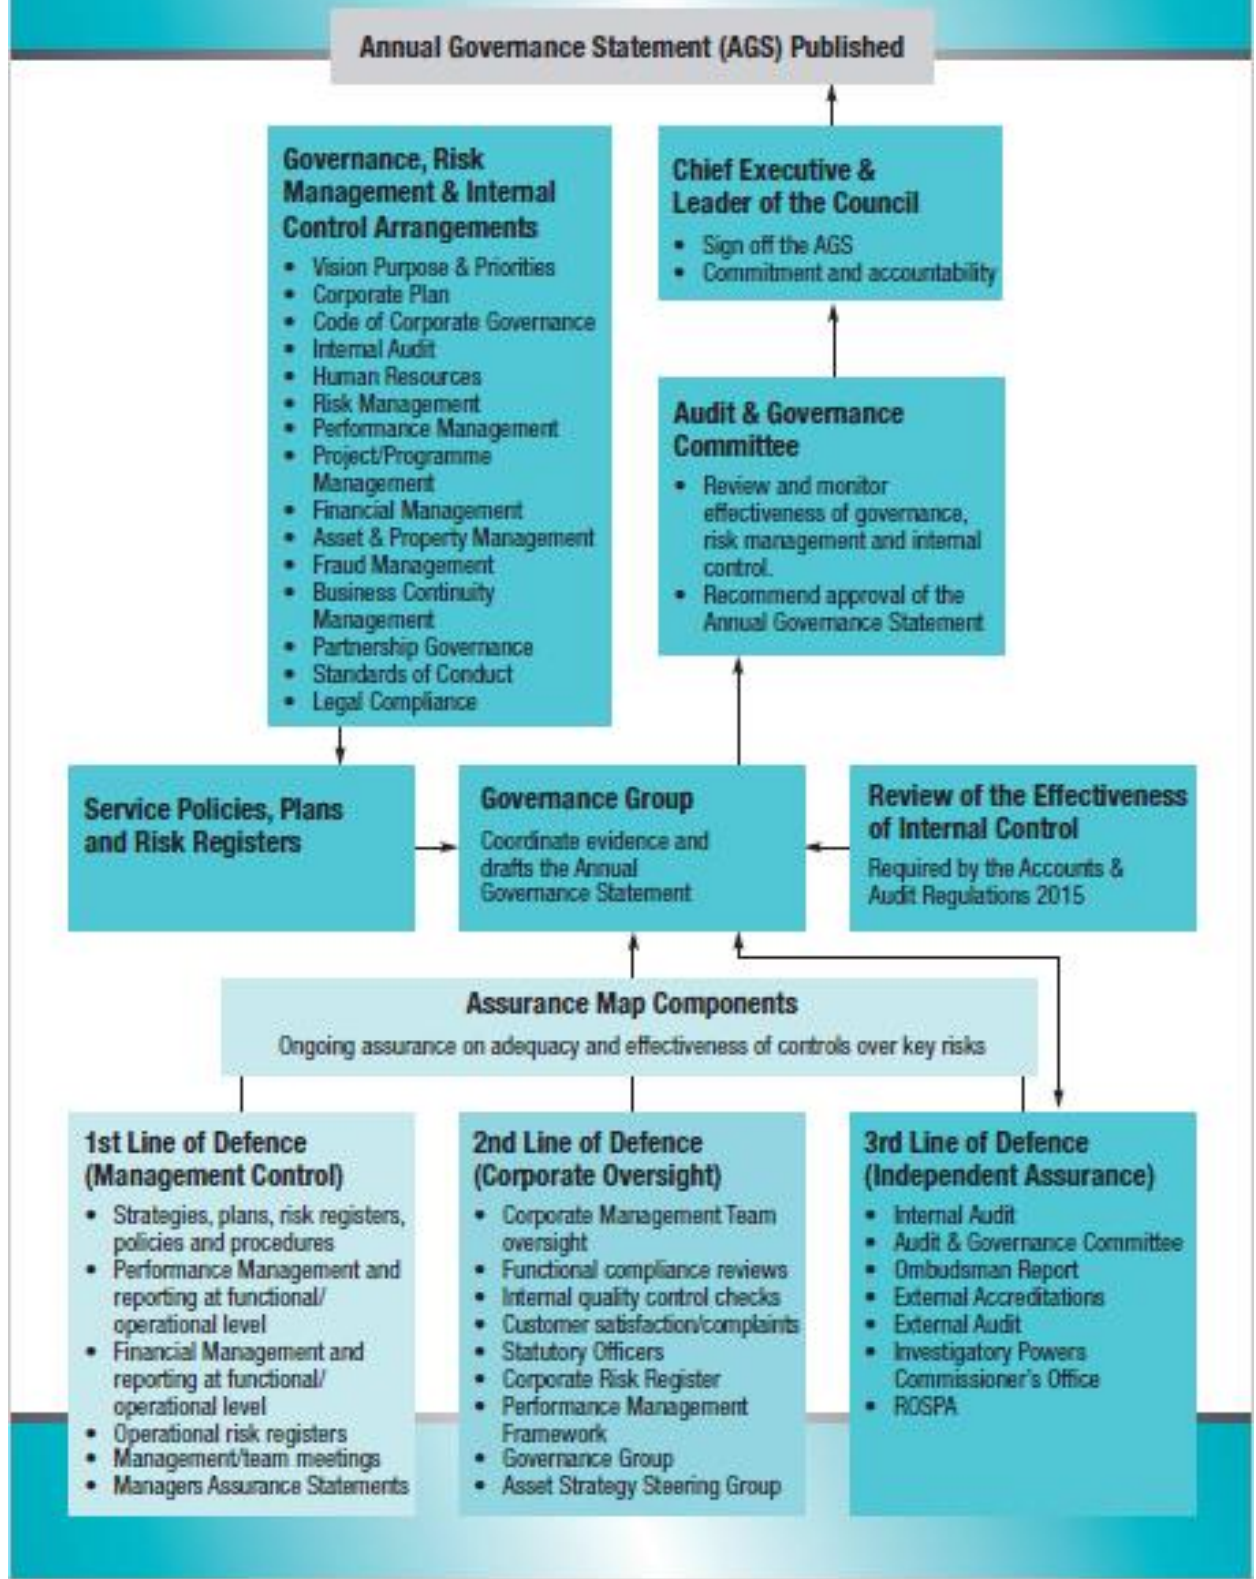 Annual Governance Statement (AGS) Published
Governance, Risk
Management & Internal
Control Arrangements
• Vision Purpose & Priorities
• Corporate Plan
• Code of Corporate Governance
• Internal Audit
• Human Resources
• Risk Management
• Performance Management
• Project/Programme
Management
• Financial Management
• Asset & Property Management
• Fraud Management
• Business Continuity
Management
• Partnership Governance
• Standards of Conduct
• Legal Compliance
Chief Executive &
Leader of the Council
• Sign off the AGS
• Commitment and accountability
Audit & Governance
Committee
• Review and monitor
effectiveness of governance,
risk management and internal
control.
• Recommend approval of the
Annual Governance Statement
Service Policies, Plans
and Risk Registers
Governance Group
Coordinate evidence and
drafts the Annual
Governance Statement
Review of the Effectiveness
of Internal Control
Required by the Accounts &
Audit Regulations 2015
Assurance Map Components
Ongoing assurance on adequacy and effectiveness of controls over key risks
1st Line of Defence
(Management Control)
• Strategies, plans, risk registers,
policies and procedures
• Performance Management and
reporting at functional/
operational level
• Financial Management and
reporting at functional/
operational level
• Operational risk registers
• Management/team meetings
• Managers Assurance Statements
2nd Line of Defence
(Corporate Oversight)
• Corporate Management Team
oversight
• Functional compliance reviews
• Internal quality control checks
• Customer satisfaction/complaints
• Statutory Officers
• Corporate Risk Register
• Performance Management
Framework
• Governance Group
• Asset Strategy Steering Group
3rd Line of Defence
(Independent Assurance)
• Internal Audit
• Audit & Governance Committee
• Ombudsman Report
• External Accreditations
• External Audit
• Investigatory Powers
Commissioner's Office
• ROSPA